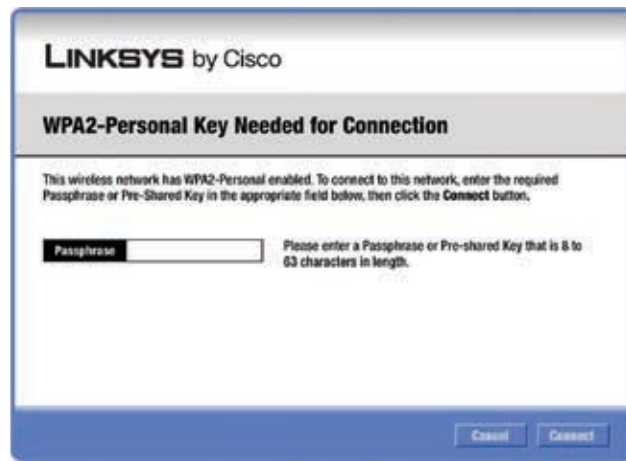 LINKSYS by Cisco
WPA2-Personal Key Needed for Connection
This wireless network has WPA2-Personal enabled. To connect to this network, enter the required
Passphrase or Pre-Shared Key in the appropriate field below, then click the Connect button.
Passphrase
Please enter a Passphrase or Pre-shared Key that is 8 to
63 characters in length.
Cancel Connect